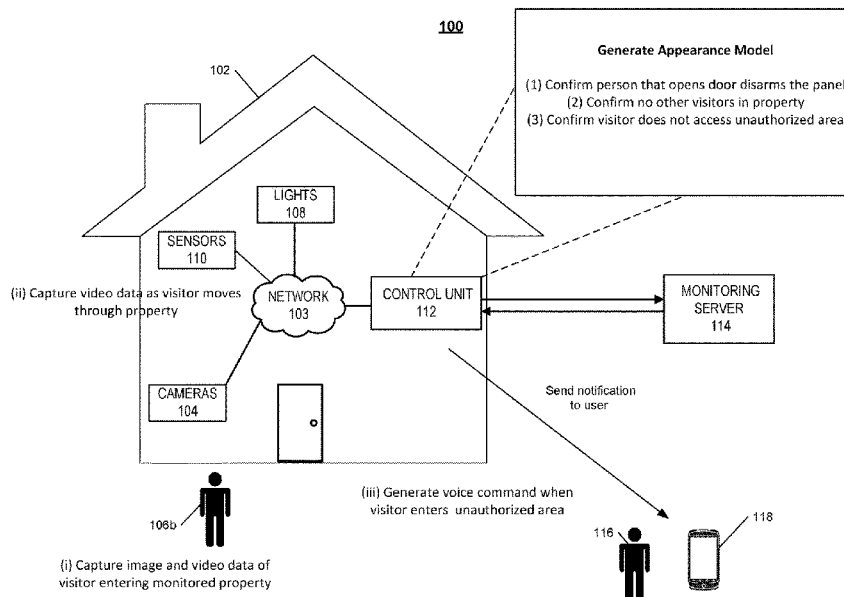 100
102
Generate Appearance Model
(1) Confirm person that opens door disarms the panel
(2) Confirm no other visitors in property
(3) Confirm visitor does not access unauthorized area
LIGHTS
108
SENSORS
110
(ii) Capture video data as visitor moves
through property
NETWORK
103
CONTROL UNIT
112
MONITORING
SERVER
114
CAMERAS
104
Send notification
to user
(iii) Generate voice command when
visitor enters unauthorized area
106b
116
118
(i) Capture image and video data of
visitor entering monitored property